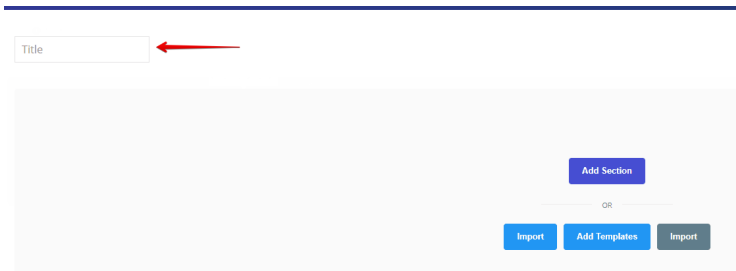 Title
Add Section
OR
Import Add Templates Import